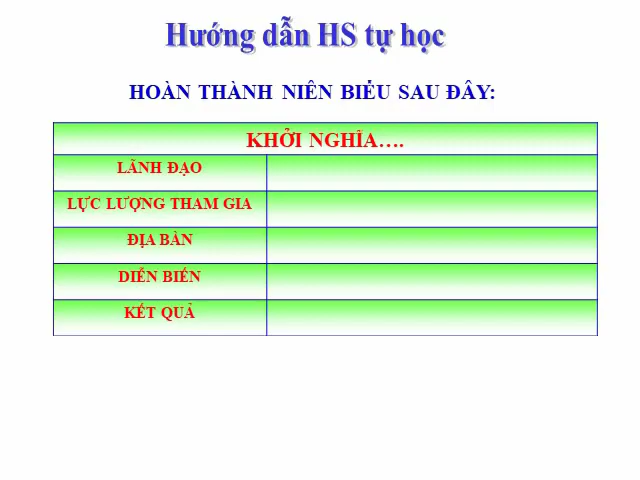 Hướng dẫn HS tự học
HOÀN THÀNH NIÊN BIỂU SAU ĐÂY:
KHỞI NGHĨA….
LÃNH ĐẠO
LỰC LƯỢNG THAM GIA
ĐỊA BÀN
DIỄN BIẾN
KẾT QUẢ